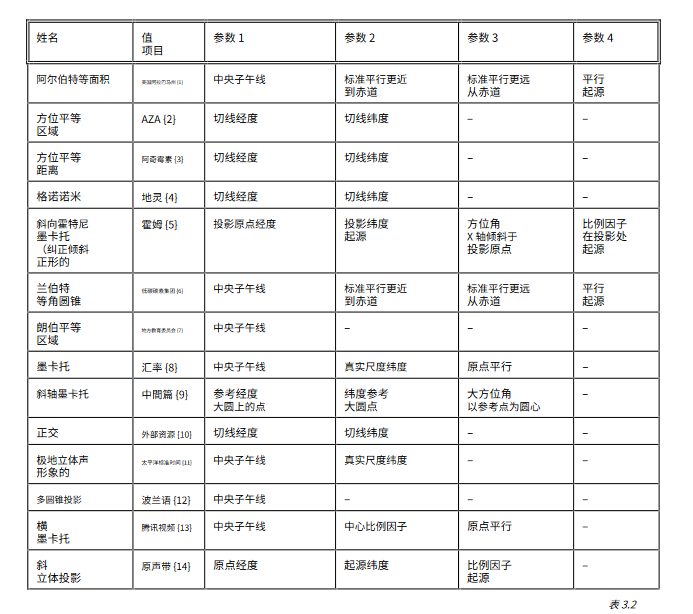 姓名 值 参数 1 参数 2 参数 3 参数 4
项目
阿尔伯特等面积 美国阿拉巴马州 {1} 中央子午线 标准平行更近 标准平行更远 平行
到赤道 从赤道 起源
方位平等 AZA {2} 切线经度 切线纬度 – –
区域
方位平等 阿奇霉素 {3} 切线经度 切线纬度 – –
距离
格诺诺米 地灵 {4} 切线经度 切线纬度 – –
斜向霍特尼 霍姆 {5} 投影原点经度 投影纬度 方位角 比例因子
墨卡托 起源 X 轴倾斜于 在投影处
（纠正倾斜 投影原点 起源
正形的
兰伯特 低碳碳素集团 {6} 中央子午线 标准平行更近 标准平行更远 平行
等角圆锥 到赤道 从赤道 起源
朗伯平等 地方教育委员会 {7} 中央子午线 – – –
区域
墨卡托 汇率 {8} 中央子午线 真实尺度纬度 原点平行 –
斜轴墨卡托 中間篇 {9} 参考经度 纬度参考 大方位角 –
大圆上的点 大圆点 以参考点为圆心
正交 外部资源 {10} 切线经度 切线纬度 – –
极地立体声 太平洋标准时间 {11} 中央子午线 真实尺度纬度 – –
形象的
多圆锥投影 波兰语 {12} 中央子午线 – – –
横 腾讯视频 {13} 中央子午线 中心比例因子 原点平行 –
墨卡托
斜 原声带 {14} 原点经度 起源纬度 比例因子 –
立体投影 起源
表 3.2